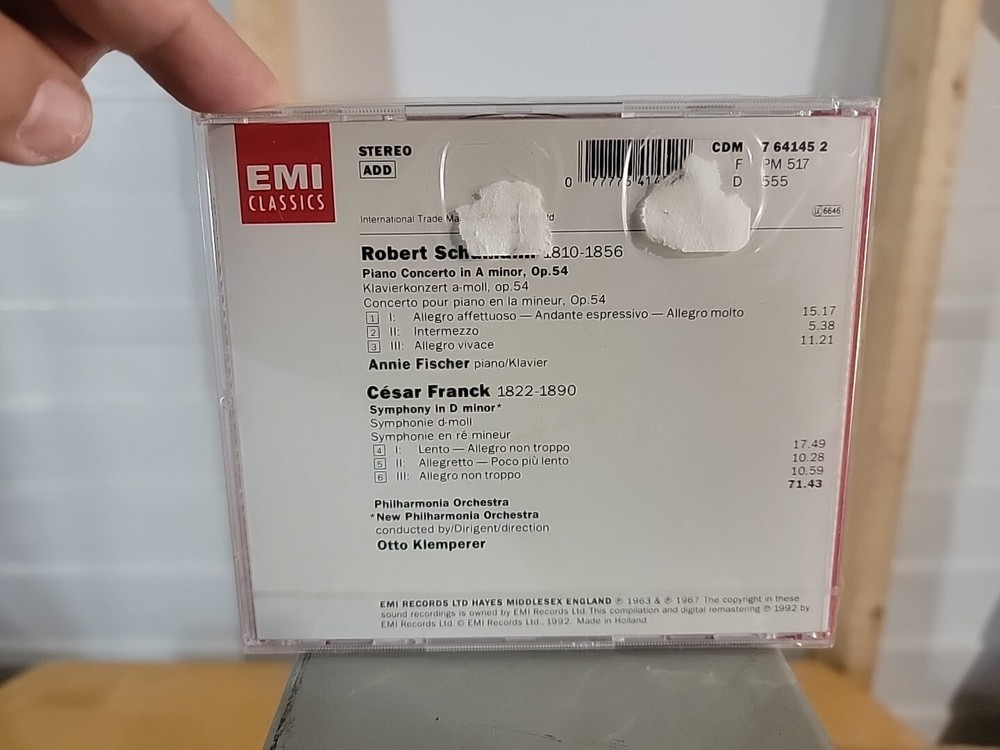 EMI
CLASSICS
STEREO
ADD
CDM 7 64145 2
F PM 517
D 555
6646
International Trade
Robert 1810-1856
Piano Concerto in A minor, Op.54
Klavierkonzert a-moll, op.54
Concerto pour piano en la mineur, Op.54
1 I: Allegro affettuoso — Andante espressivo — Allegro molto 15.17
2 II: Intermezzo 5.38
3 III: Allegro vivace 11.21
Annie Fischer piano/Klavier
César Franck 1822-1890
Symphony in D minor*
Symphonie d-moll
Symphonie en ré mineur
4 I: Lento — Allegro non troppo 17.49
5 II: Allegretto — Poco più lento 10.28
6 III: Allegro non troppo 10.59
71.43
Philharmonia Orchestra
*New Philharmonia Orchestra
conducted by/Dirigent/direction
Otto Klemperer
EMI RECORDS LTD HAYES MIDDLESEX ENGLAND ℗ 1963 & ℗ 1967 The copyright in these
sound recordings is owned by EMI Records Ltd. This compilation and digital remastering ℗ 1992 by
EMI Records Ltd. © EMI Records Ltd., 1992. Made in Holland